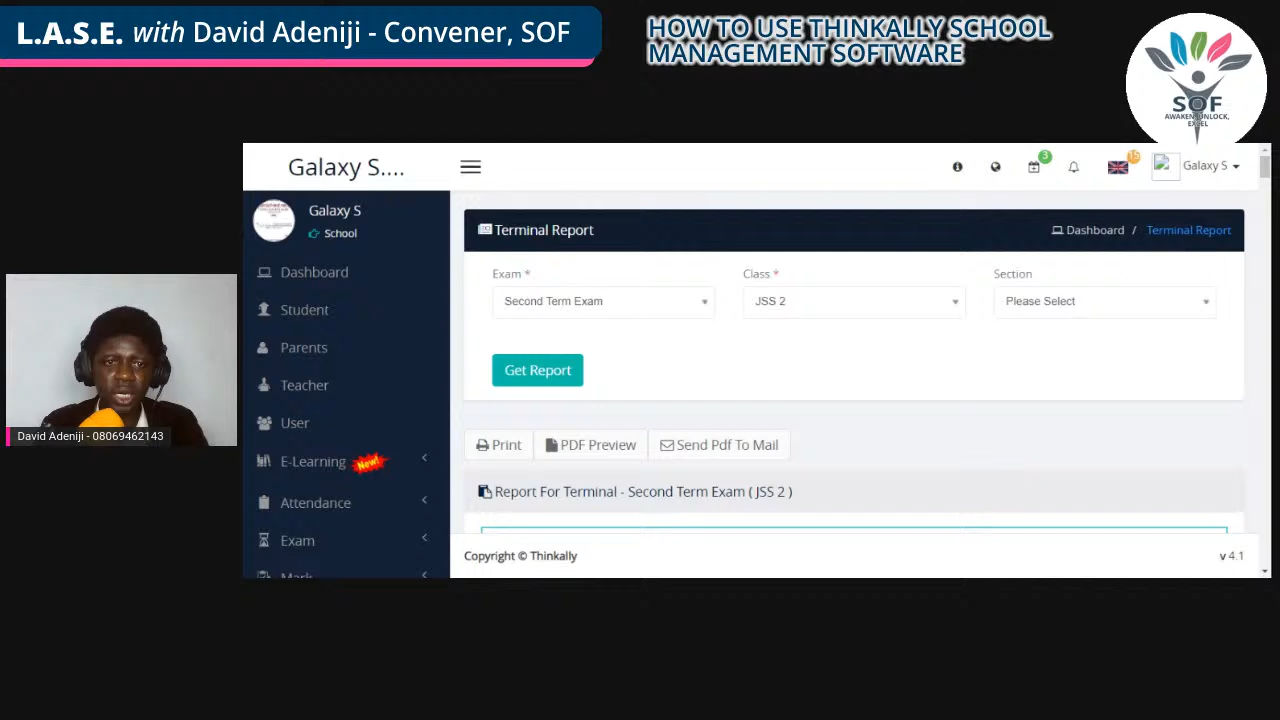 L.A.S.E. with David Adeniji - Convener, SOF
HOW TO USE THINKALLY SCHOOL
MANAGEMENT SOFTWARE
SOF
AWAKEN, UNLOCK,
EXCEL
Galaxy S....
3
15
Galaxy S
Galaxy S
School
Terminal Report
Dashboard / Terminal Report
Exam * Class * Section
Second Term Exam JSS 2 Please Select
Get Report
Dashboard
Student
Parents
Teacher
User
E-Learning New!
Attendance
Exam
Mark
Print PDF Preview Send Pdf To Mail
Report For Terminal - Second Term Exam ( JSS 2 )
Copyright © Thinkally
v 4.1
David Adeniji - 08069462143